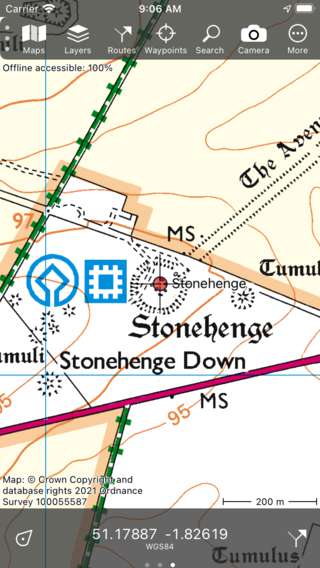 Carrier 9:06 AM
Maps Layers Routes Waypoints Search Camera More
Offline accessible: 100%
The Aven
97
MS
Tumul
Stonehenge
Stonehenge
umuli
Stonehenge Down
MS
95
95
Map: © Crown Copyright and
database rights 2021 Ordnance
Survey 100055587
200 m
51.17887 -1.82619
WGS84
Tumulus